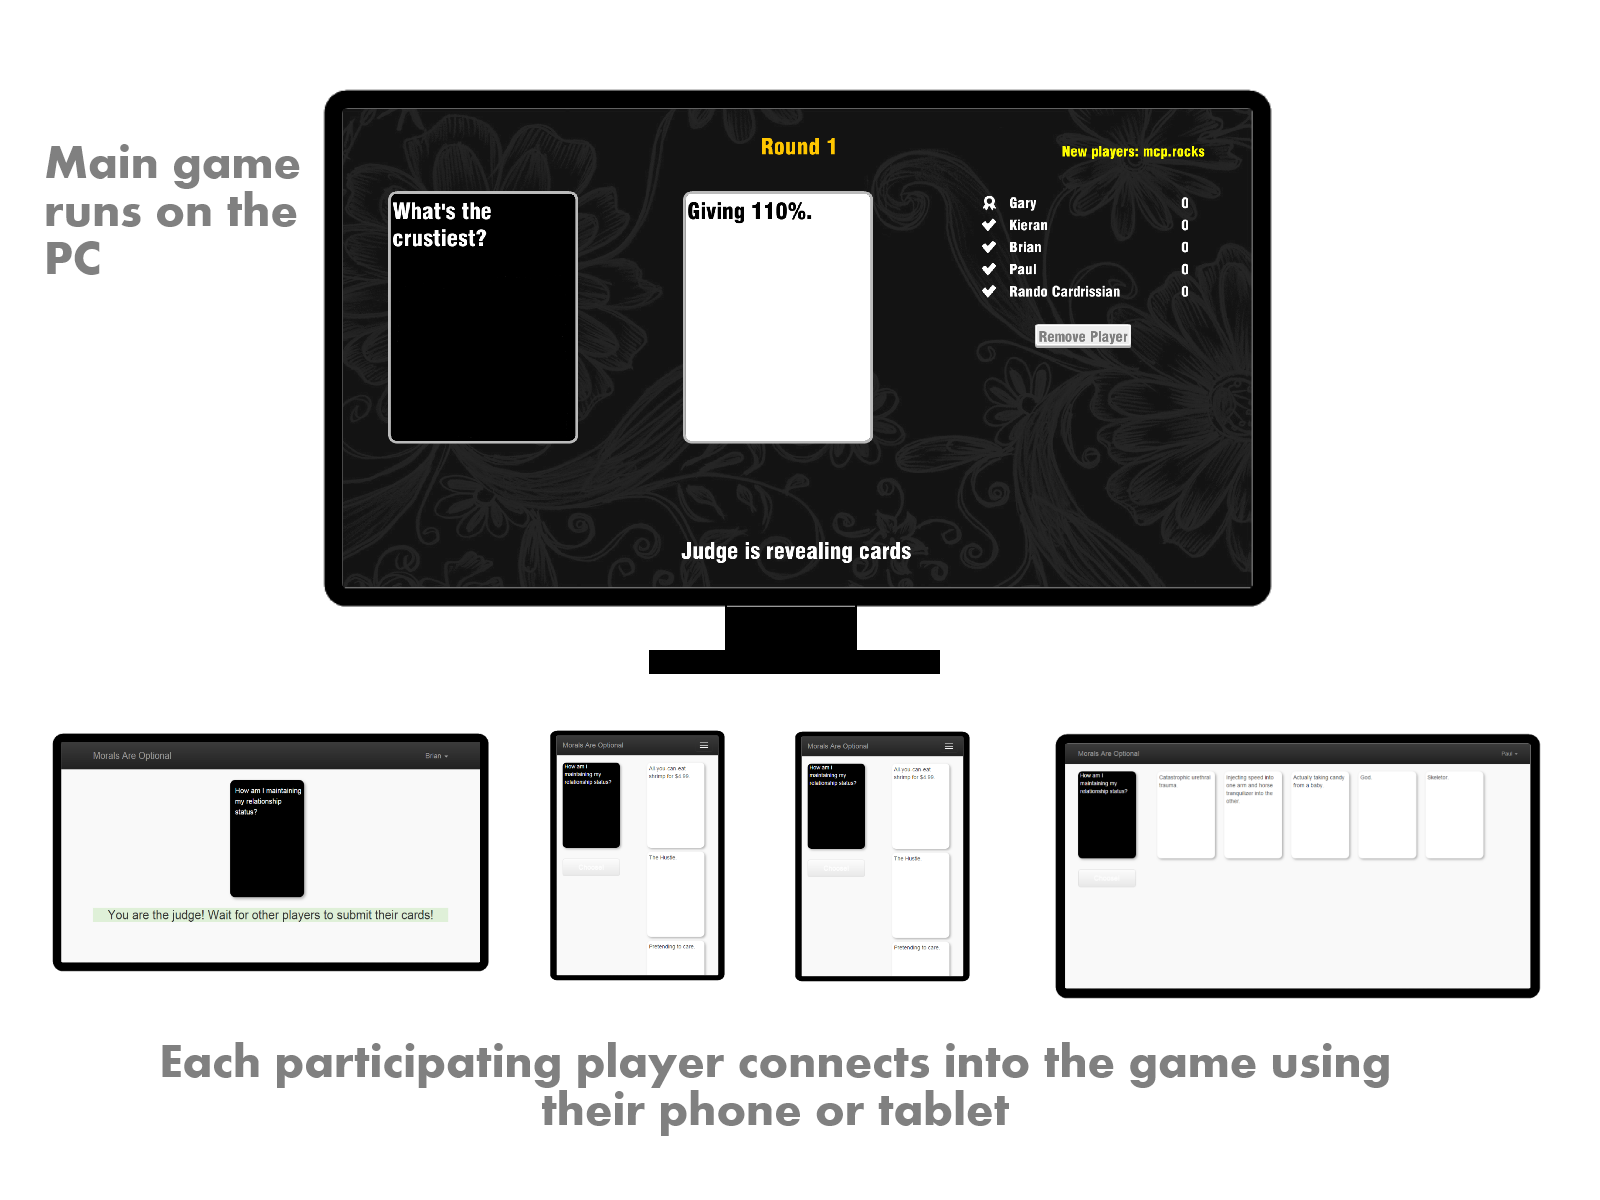 Main game
runs on the
PC
Round 1
New players: mcp.rocks
What's the
crustiest?
Giving 110%.
Gary 0
Kieran 0
Brian 0
Paul 0
Rando Cardrissian 0
Remove Player
Judge is revealing cards
Morals Are Optional
Brian
How am I maintaining
my relationship
status?
You are the judge! Wait for other players to submit their cards!
Morals Are Optional
How am I
maintaining my
relationship status?
All you can eat
shrimp for $4.99.
The Hustle.
Pretending to care.
Morals Are Optional
How am I
maintaining my
relationship status?
All you can eat
shrimp for $4.99.
The Hustle.
Pretending to care.
Morals Are Optional
Paul
How am I
maintaining my
relationship status?
Catastrophic urethral
trauma.
Injecting speed into
one arm and horse
tranquilizer into the
other.
Actually taking candy
from a baby.
God.
Skeletor.
Each participating player connects into the game using
their phone or tablet